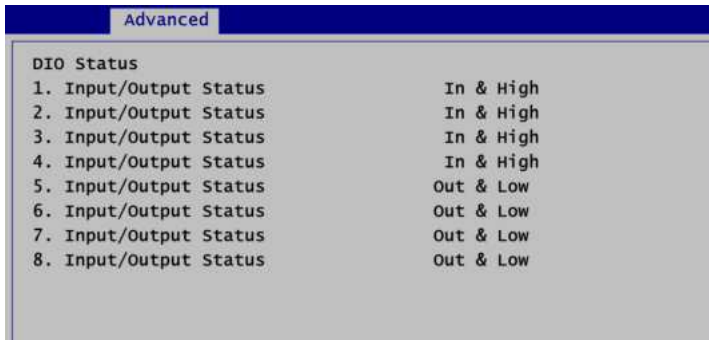 Advanced
DIO Status
1. Input/Output Status In & High
2. Input/Output Status In & High
3. Input/Output Status In & High
4. Input/Output Status In & High
5. Input/Output Status Out & Low
6. Input/Output Status Out & Low
7. Input/Output Status Out & Low
8. Input/Output Status Out & Low